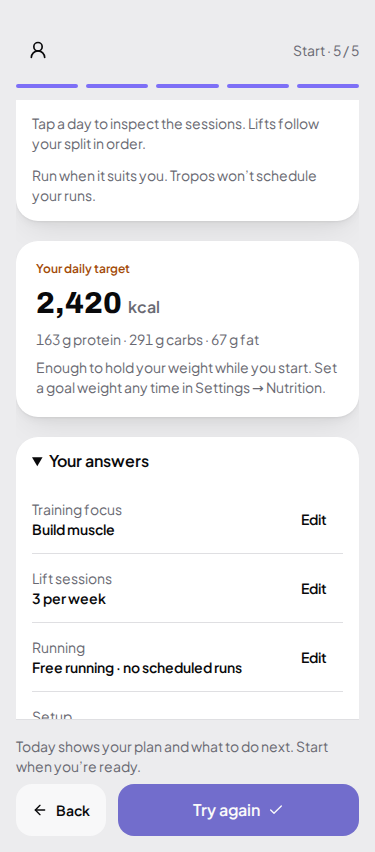 Start · 5 / 5
Tap a day to inspect the sessions. Lifts follow
your split in order.
Run when it suits you. Tropos won’t schedule
your runs.
Your daily target
2,420 kcal
163 g protein · 291 g carbs · 67 g fat
Enough to hold your weight while you start. Set
a goal weight any time in Settings → Nutrition.
▼ Your answers
Training focus
Build muscle
Edit
Lift sessions
3 per week
Edit
Running
Free running · no scheduled runs
Edit
Setup
Today shows your plan and what to do next. Start
when you’re ready.
← Back
Try again ✓